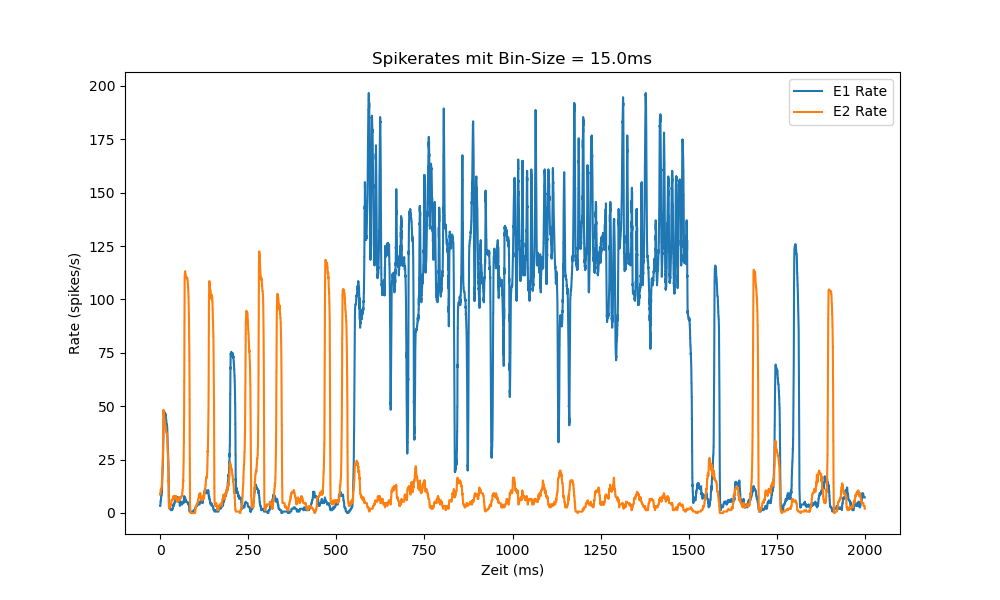 Spikerates mit Bin-Size = 15.0ms
E1 Rate
E2 Rate
200
175
150
125
100
75
50
25
0
Rate (spikes/s)
0 250 500 750 1000 1250 1500 1750 2000
Zeit (ms)